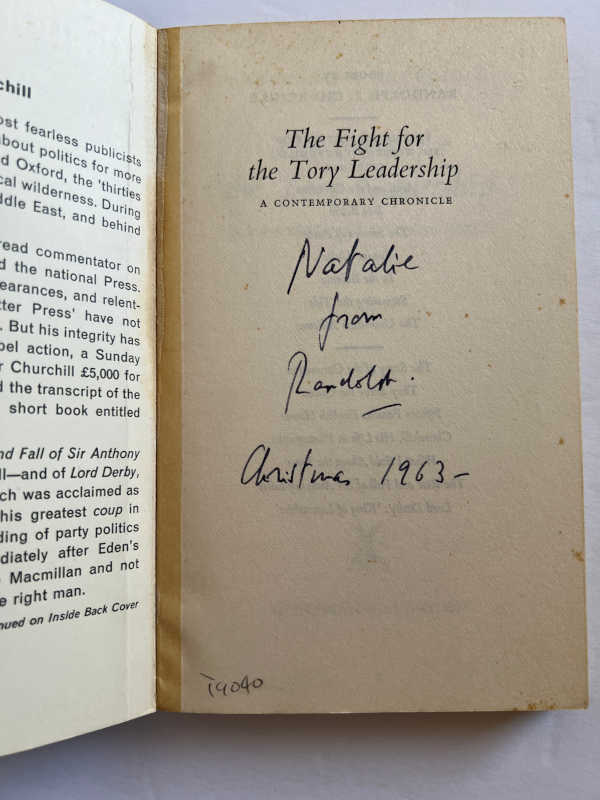 chill
ost fearless publicists
about politics for more
d Oxford, the 'thirties
cal wilderness. During
ddle East, and behind
read commentator on
d the national Press.
earances, and relent-
tter Press' have not
. But his integrity has
bel action, a Sunday
r Churchill £5,000 for
d the transcript of the
short book entitled
nd Fall of Sir Anthony
ll—and of Lord Derby,
ch was acclaimed as
his greatest coup in
ding of party politics
mediately after Eden's
Macmillan and not
e right man.
nued on Inside Back Cover
The Fight for
the Tory Leadership
A CONTEMPORARY CHRONICLE
Natalie
from
Randolph.
Christmas 1963-
19040